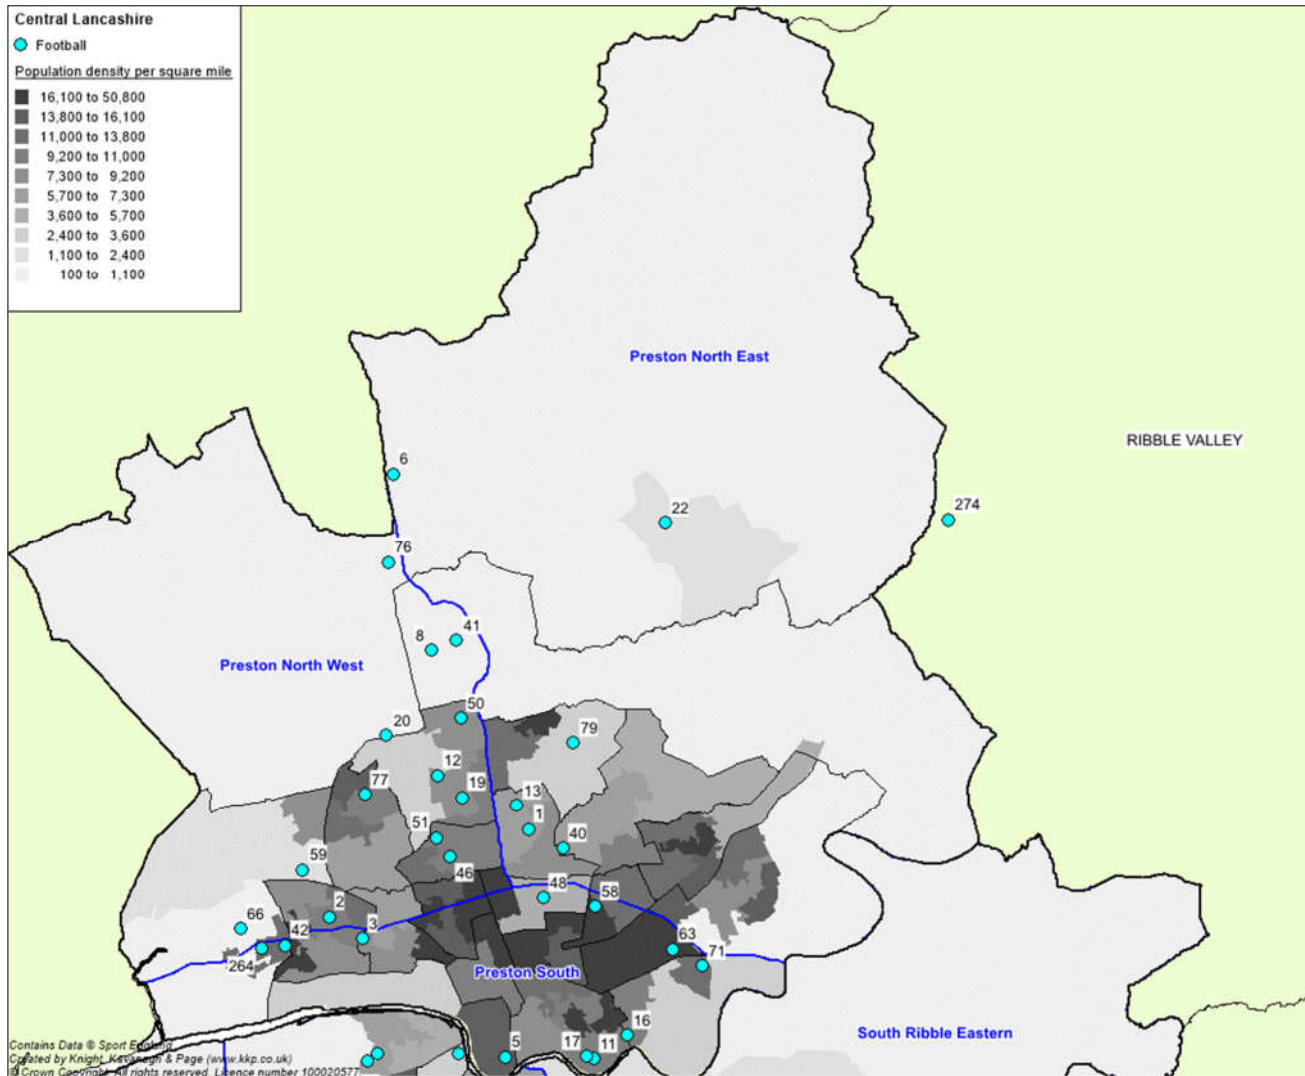 Central Lancashire
Football
Population density per square mile
16,100 to 50,800
13,800 to 16,100
11,000 to 13,800
9,200 to 11,000
7,300 to 9,200
5,700 to 7,300
3,600 to 5,700
2,400 to 3,600
1,100 to 2,400
100 to 1,100
Preston North East
RIBBLE VALLEY
6
22
274
76
41
8
Preston North West
50
20
79
12
77
19
13
51
1
40
59
46
48
58
2
66
42
3
63
264
71
Preston South
16
South Ribble Eastern
5
17
11
Contains Data © Sport England
Created by Knight, Kavanagh & Page (www.kkp.co.uk)
© Crown Copyright. All rights reserved. Licence number 100020577